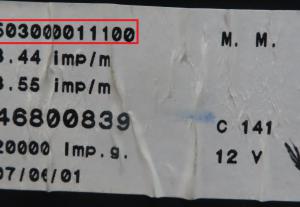 503000011100 M. M.
3.44 imp/m
3.55 imp/m
46800839 C 141
20000 Imp.g. 12 V
07/06/01